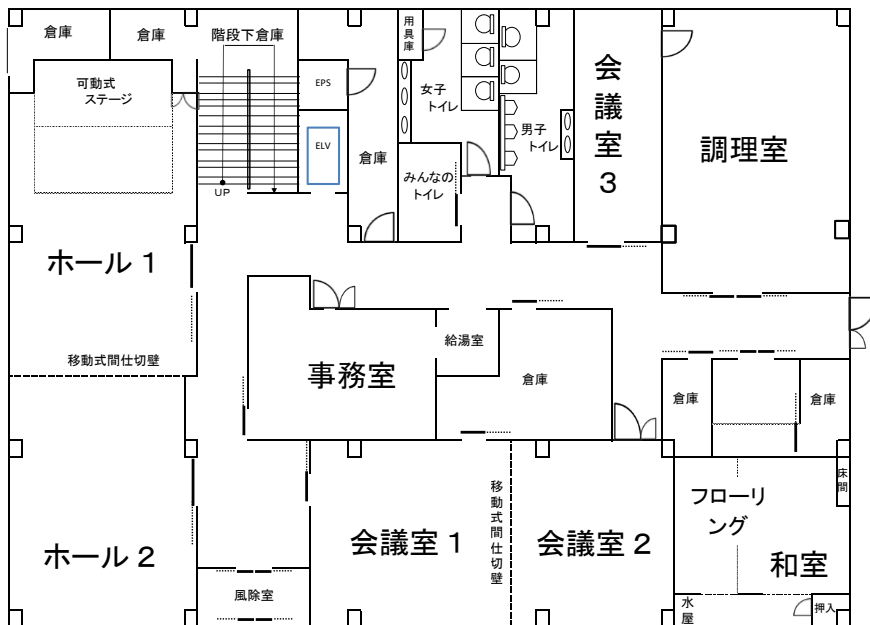 倉庫
倉庫
階段下倉庫
用具庫
可動式
ステージ
EPS
女子
トイレ
会議室3
ELV
男子
トイレ
調理室
倉庫
みんなの
トイレ
UP
ホール 1
移動式間仕切壁
事務室
給湯室
倉庫
倉庫
倉庫
ホール 2
会議室 1
移動式間仕切壁
会議室 2
フローリ
ング
床間
和室
風除室
水屋
押入